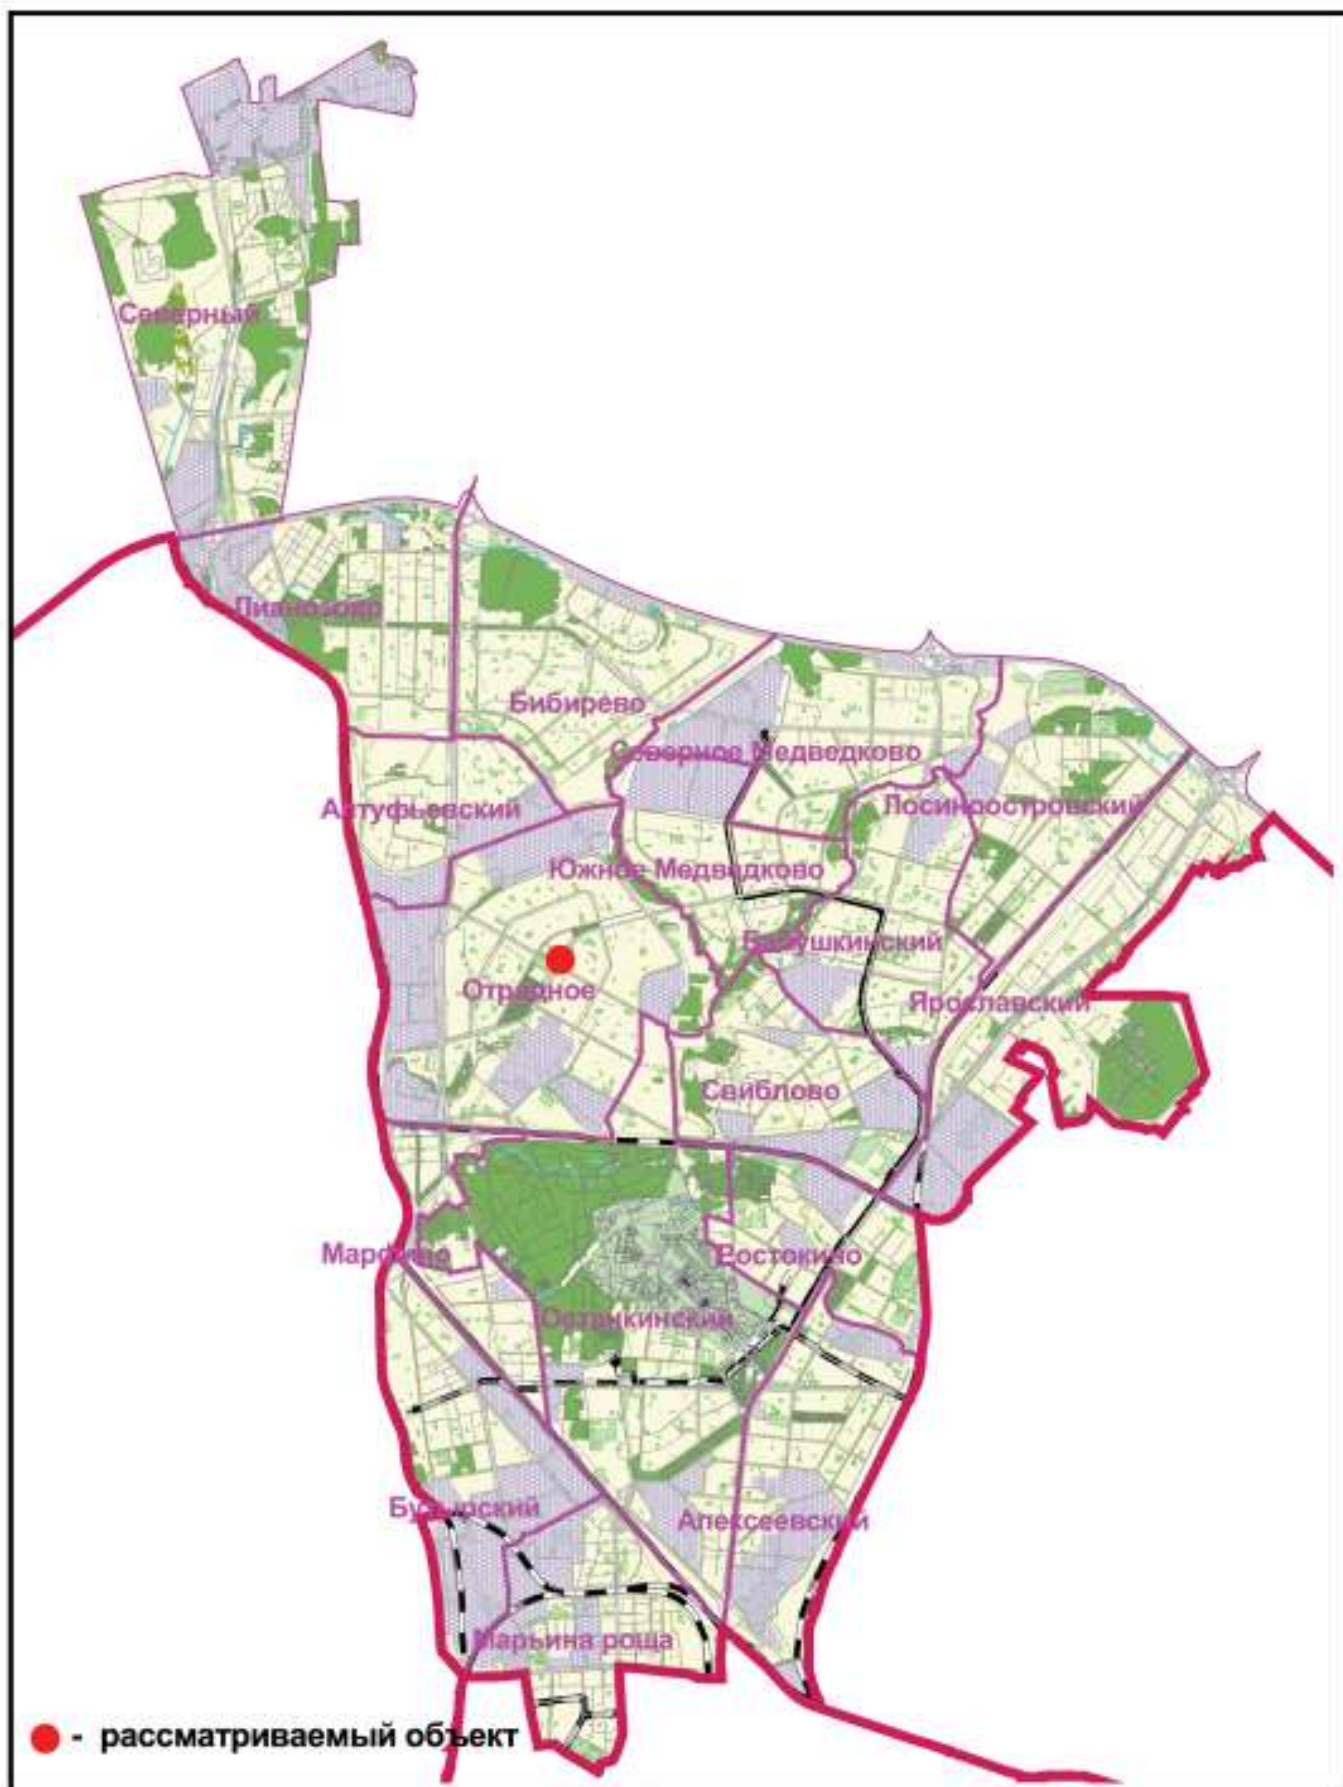 Северный
Лианозово
Бибирево
Северное Медведково
Алтуфьевский
Лосиноостровский
Южное Медведково
Бабушкинский
Отрадное
Ярославский
Свиблово
Марфино
Ростокино
Останкинский
Бутырский
Алексеевский
Марьина роща
- рассматриваемый объект